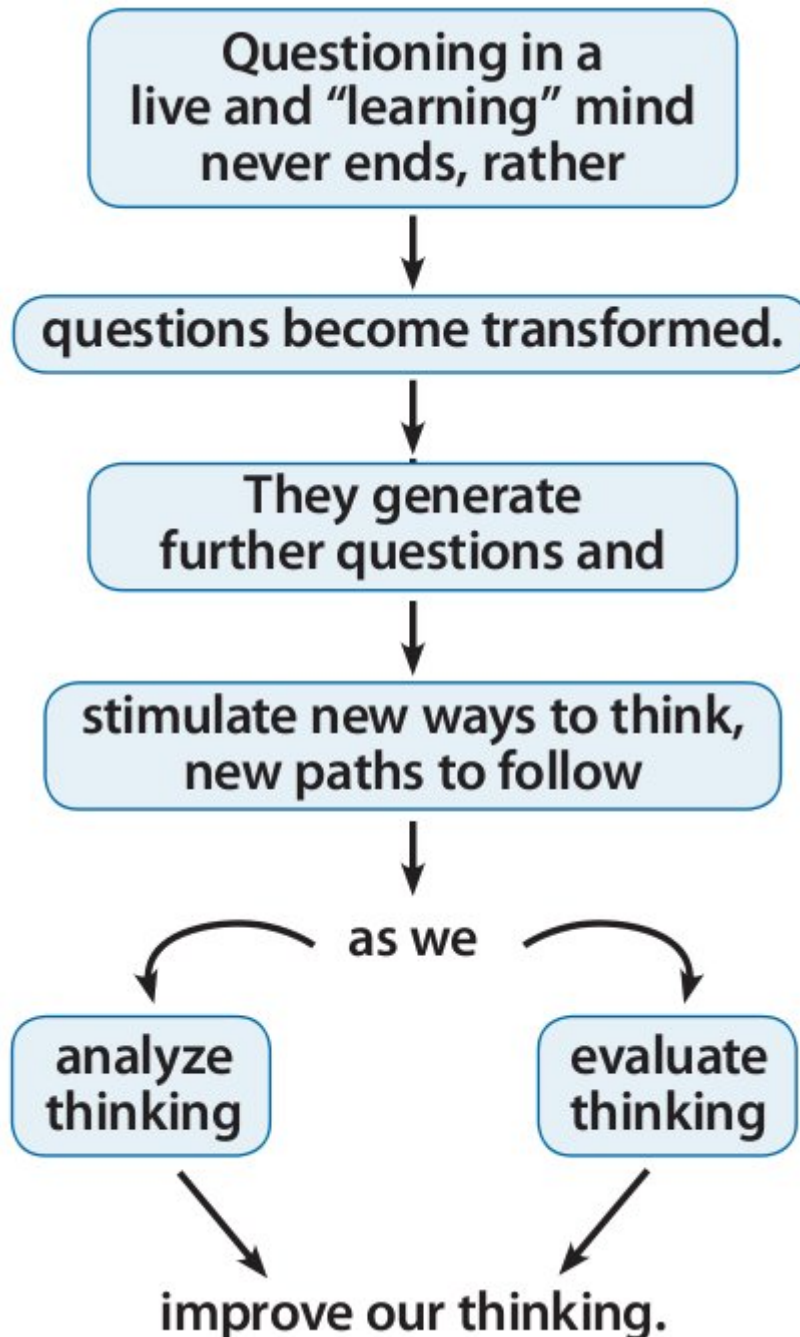 Questioning in a
live and “learning” mind
never ends, rather
questions become transformed.
They generate
further questions and
stimulate new ways to think,
new paths to follow
as we
analyze
thinking
evaluate
thinking
improve our thinking.